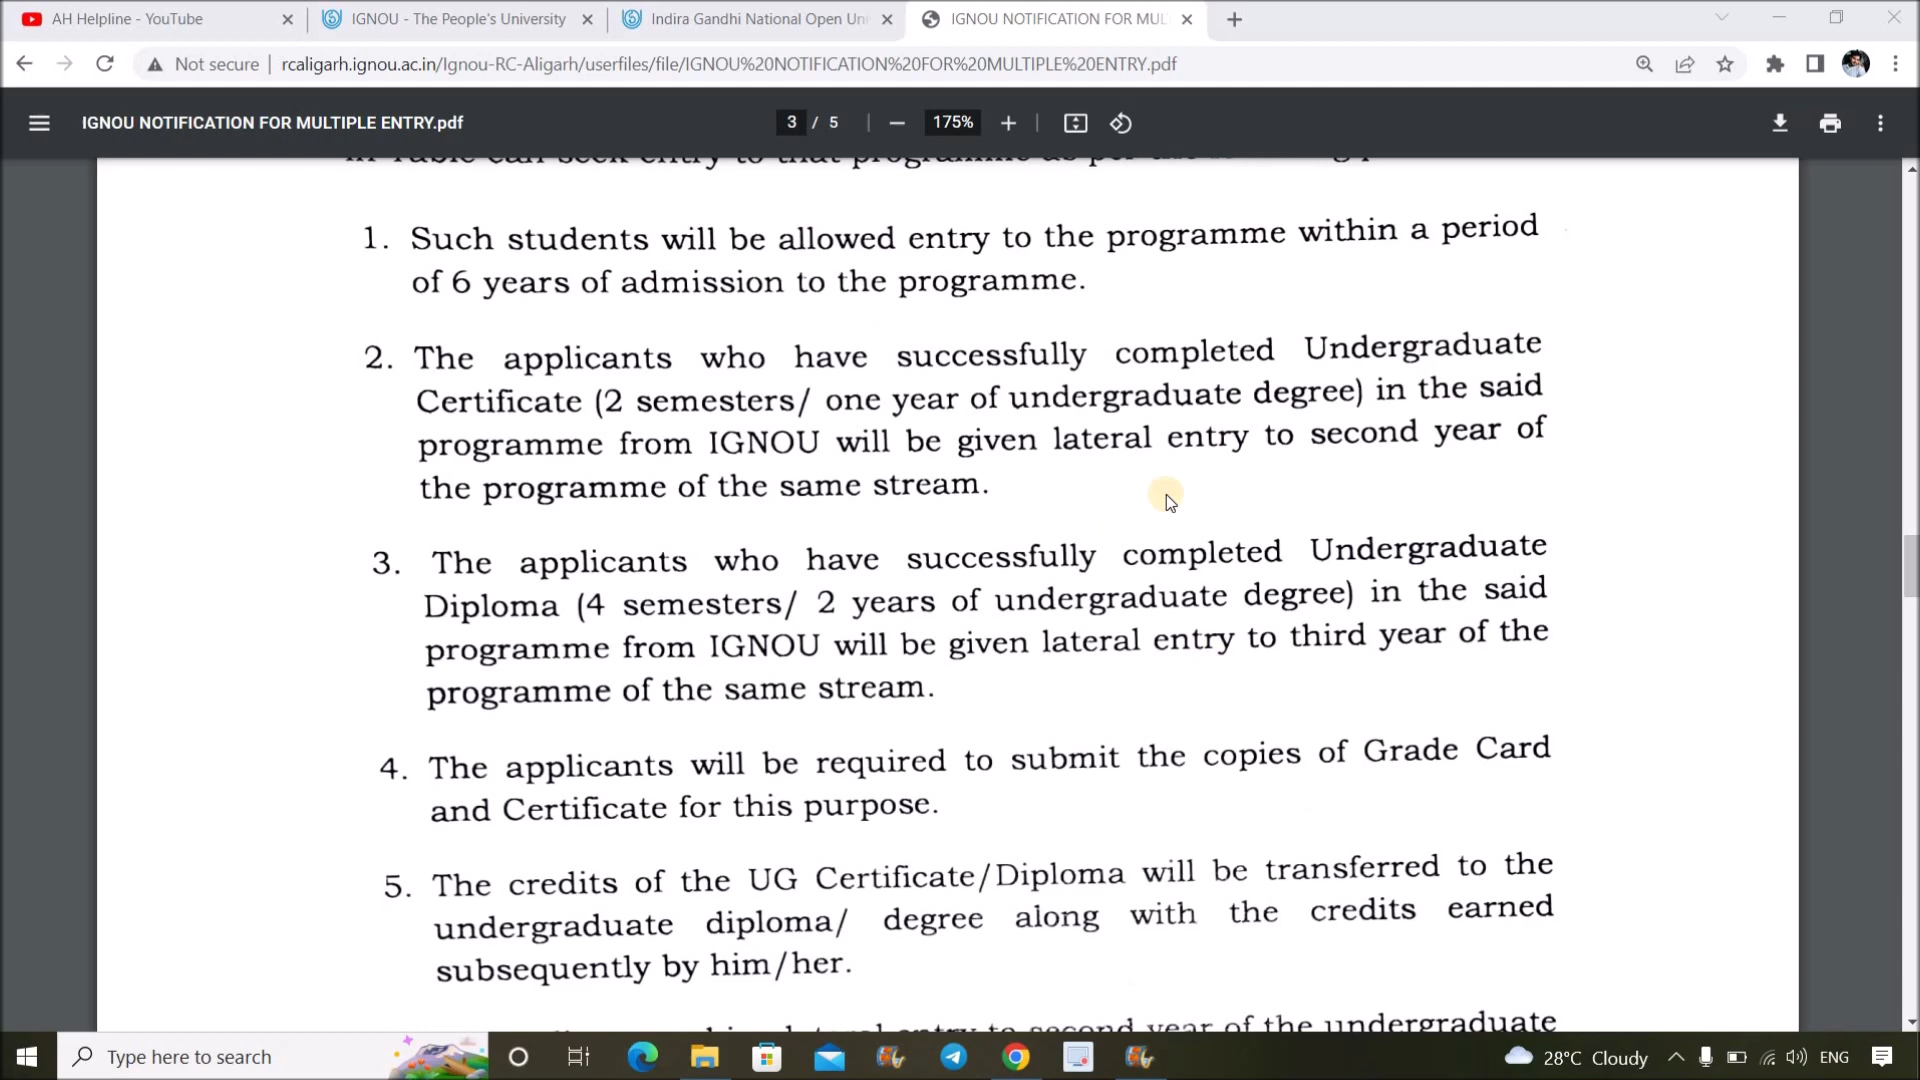 AH Helpline - YouTube
IGNOU - The People's University
Indira Gandhi National Open Un
IGNOU NOTIFICATION FOR MUL
Not secure | rcaligarh.ignou.ac.in/Ignou-RC-Aligarh/userfiles/file/IGNOU%20NOTIFICATION%20FOR%20MULTIPLE%20ENTRY.pdf
IGNOU NOTIFICATION FOR MULTIPLE ENTRY.pdf
3 / 5
175%
1. Such students will be allowed entry to the programme within a period
of 6 years of admission to the programme.
2. The applicants who have successfully completed Undergraduate
Certificate (2 semesters/ one year of undergraduate degree) in the said
programme from IGNOU will be given lateral entry to second year of
the programme of the same stream.
3. The applicants who have successfully completed Undergraduate
Diploma (4 semesters/ 2 years of undergraduate degree) in the said
programme from IGNOU will be given lateral entry to third year of the
programme of the same stream.
4. The applicants will be required to submit the copies of Grade Card
and Certificate for this purpose.
5. The credits of the UG Certificate/Diploma will be transferred to the
undergraduate diploma/ degree along with the credits earned
subsequently by him/her.
entry to second year of the undergraduate
Type here to search
28°C Cloudy
ENG